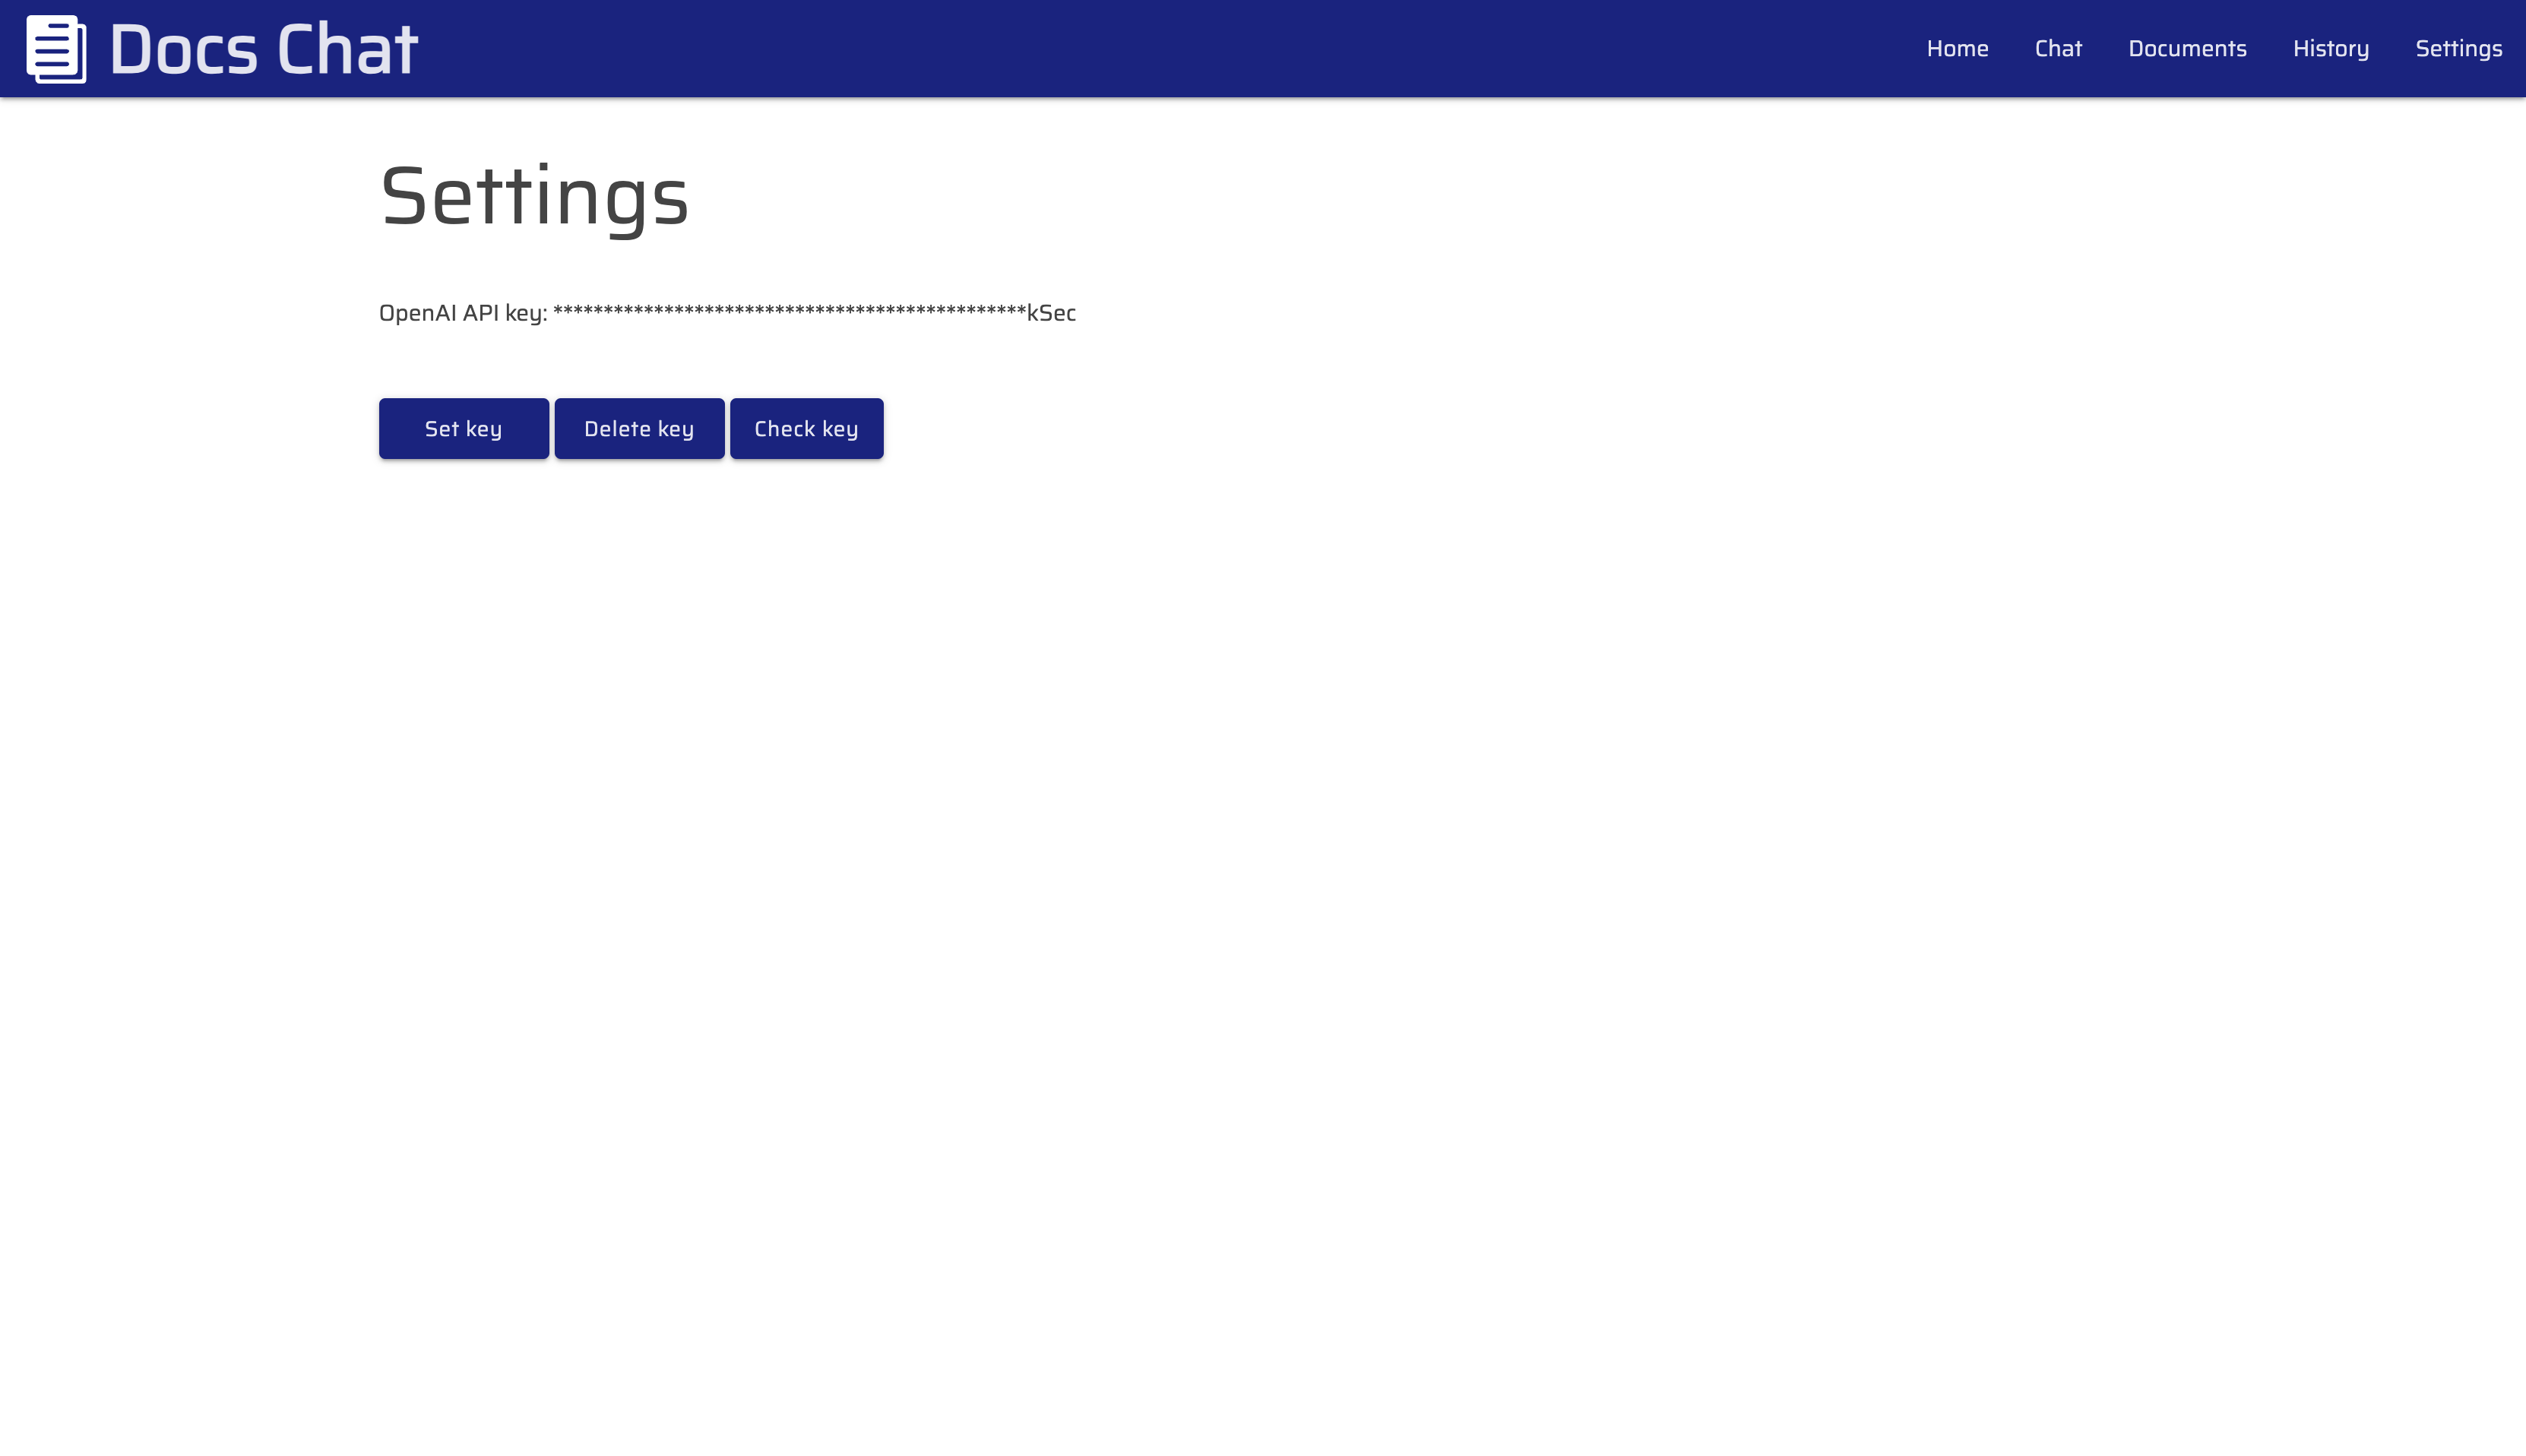 Docs Chat
Home Chat Documents History Settings
Settings
OpenAI API key: ***********************************************kSec
Set key Delete key Check key